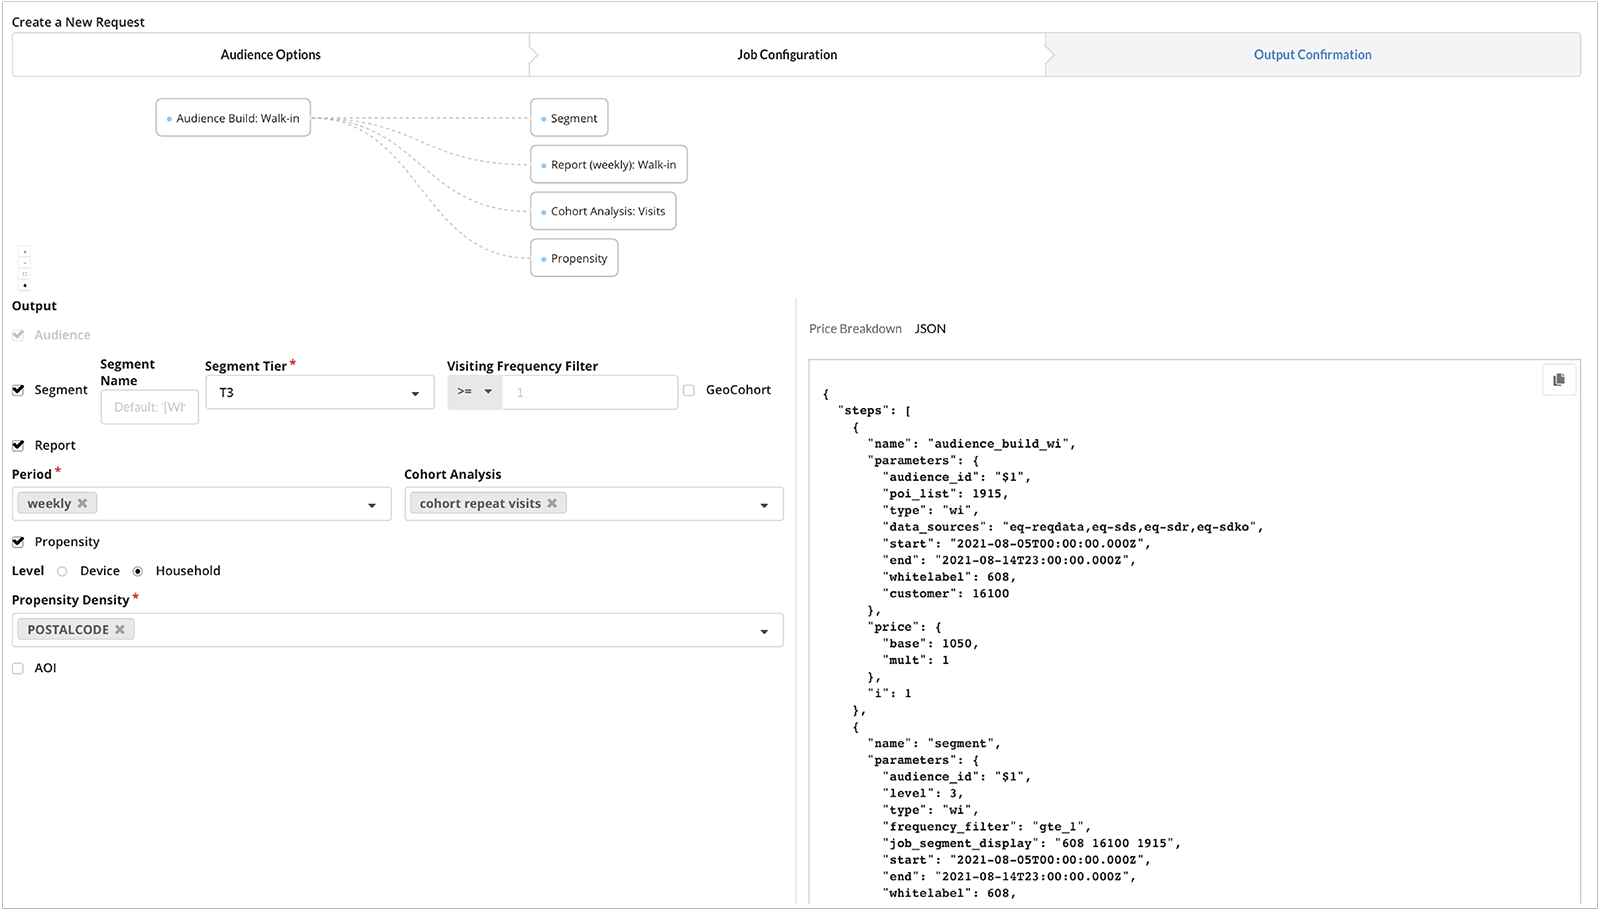 Create a New Request
Audience Options
Job Configuration
Output Confirmation
Audience Build: Walk-in
Segment
Report (weekly): Walk-in
Cohort Analysis: Visits
Propensity
Output
Audience
Segment
Segment
Name
Default: '[Wh
Segment Tier *
T3
Visiting Frequency Filter
>=
1
GeoCohort
Report
Period *
weekly
Cohort Analysis
cohort repeat visits
Propensity
Level
Device
Household
Propensity Density *
POSTALCODE
AOI
Price Breakdown
JSON
{
"steps": [
{
"name": "audience_build_wi",
"parameters": {
"audience_id": "$1",
"poi_list": 1915,
"type": "wi",
"data_sources": "eq-reqdata,eq-sds,eq-sdr,eq-sdko",
"start": "2021-08-05T00:00:00.000Z",
"end": "2021-08-14T23:00:00.000Z",
"whitelabel": 608,
"customer": 16100
},
"price": {
"base": 1050,
"mult": 1
},
"i": 1
},
{
"name": "segment",
"parameters": {
"audience_id": "$1",
"level": 3,
"type": "wi",
"frequency_filter": "gte_1",
"job_segment_display": "608 16100 1915",
"start": "2021-08-05T00:00:00.000Z",
"end": "2021-08-14T23:00:00.000Z",
"whitelabel": 608,